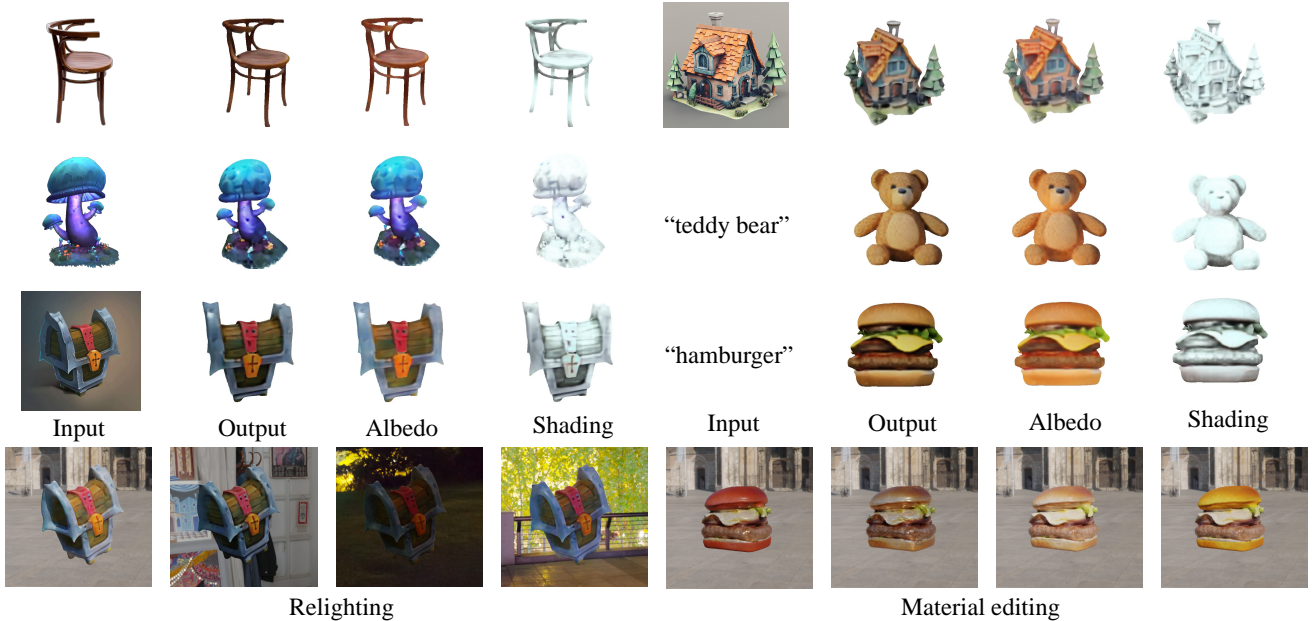 “teddy bear”
“hamburger”
Input Output Albedo Shading Input Output Albedo Shading
Relighting Material editing